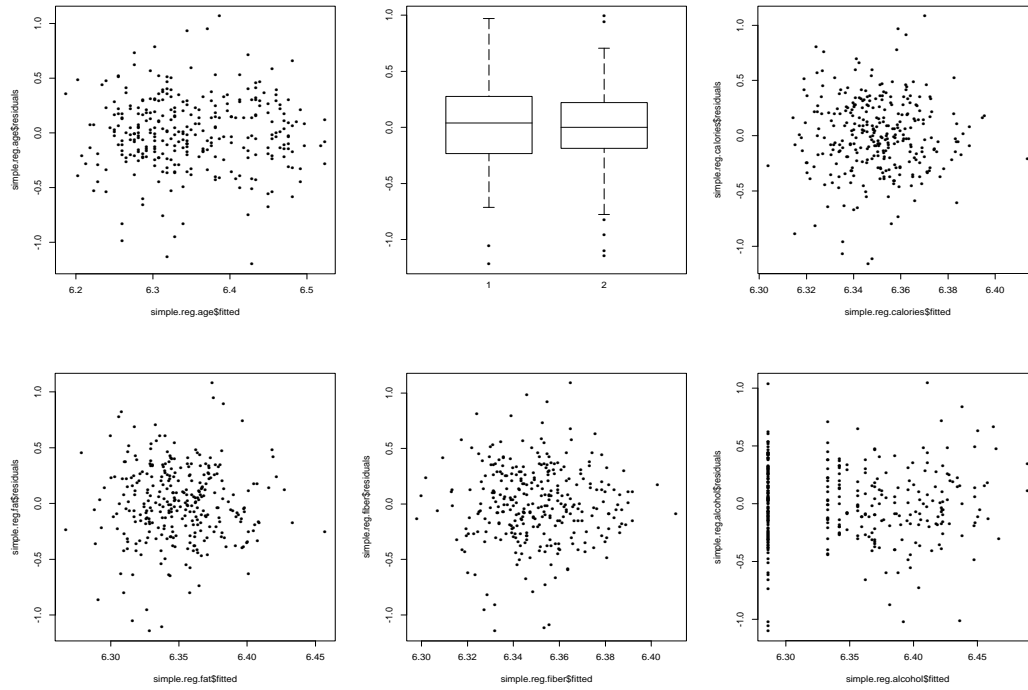 1.0
0.5
0.0
-0.5
-1.0
simple.reg.age$residuals
6.2 6.3 6.4 6.5
simple.reg.age$fitted
1.0
0.5
0.0
-0.5
-1.0
1 2
1.0
0.5
0.0
-0.5
-1.0
simple.reg.calories$residuals
6.30 6.32 6.34 6.36 6.38 6.40
simple.reg.calories$fitted
1.0
0.5
0.0
-0.5
-1.0
simple.reg.fat$residuals
6.30 6.35 6.40 6.45
simple.reg.fat$fitted
1.0
0.5
0.0
-0.5
-1.0
simple.reg.fiber$residuals
6.30 6.32 6.34 6.36 6.38 6.40
simple.reg.fiber$fitted
1.0
0.5
0.0
-0.5
-1.0
simple.reg.alcohol$residuals
6.30 6.35 6.40 6.45
simple.reg.alcohol$fitted